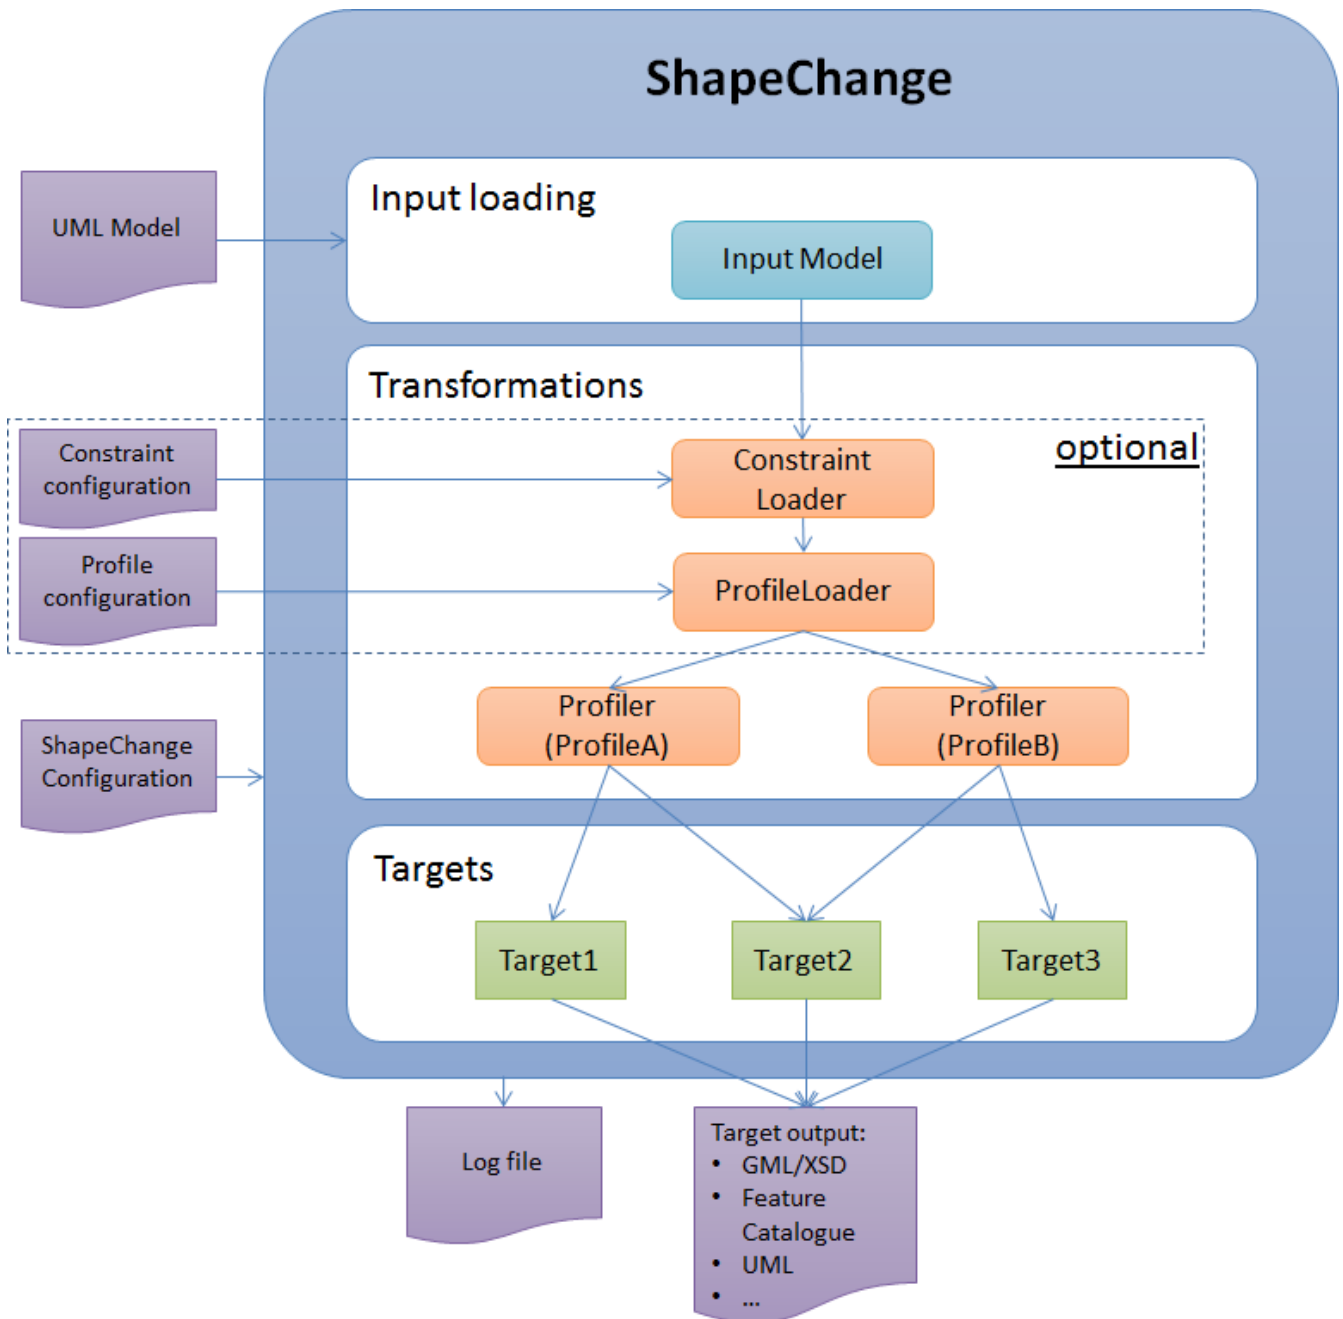 ShapeChange
Input loading
UML Model
Input Model
Transformations
optional
Constraint
configuration
Constraint
Loader
Profile
configuration
ProfileLoader
Profiler
(ProfileA)
Profiler
(ProfileB)
ShapeChange
Configuration
Targets
Target1
Target2
Target3
Log file
Target output:
• GML/XSD
• Feature
Catalogue
• UML
• ...